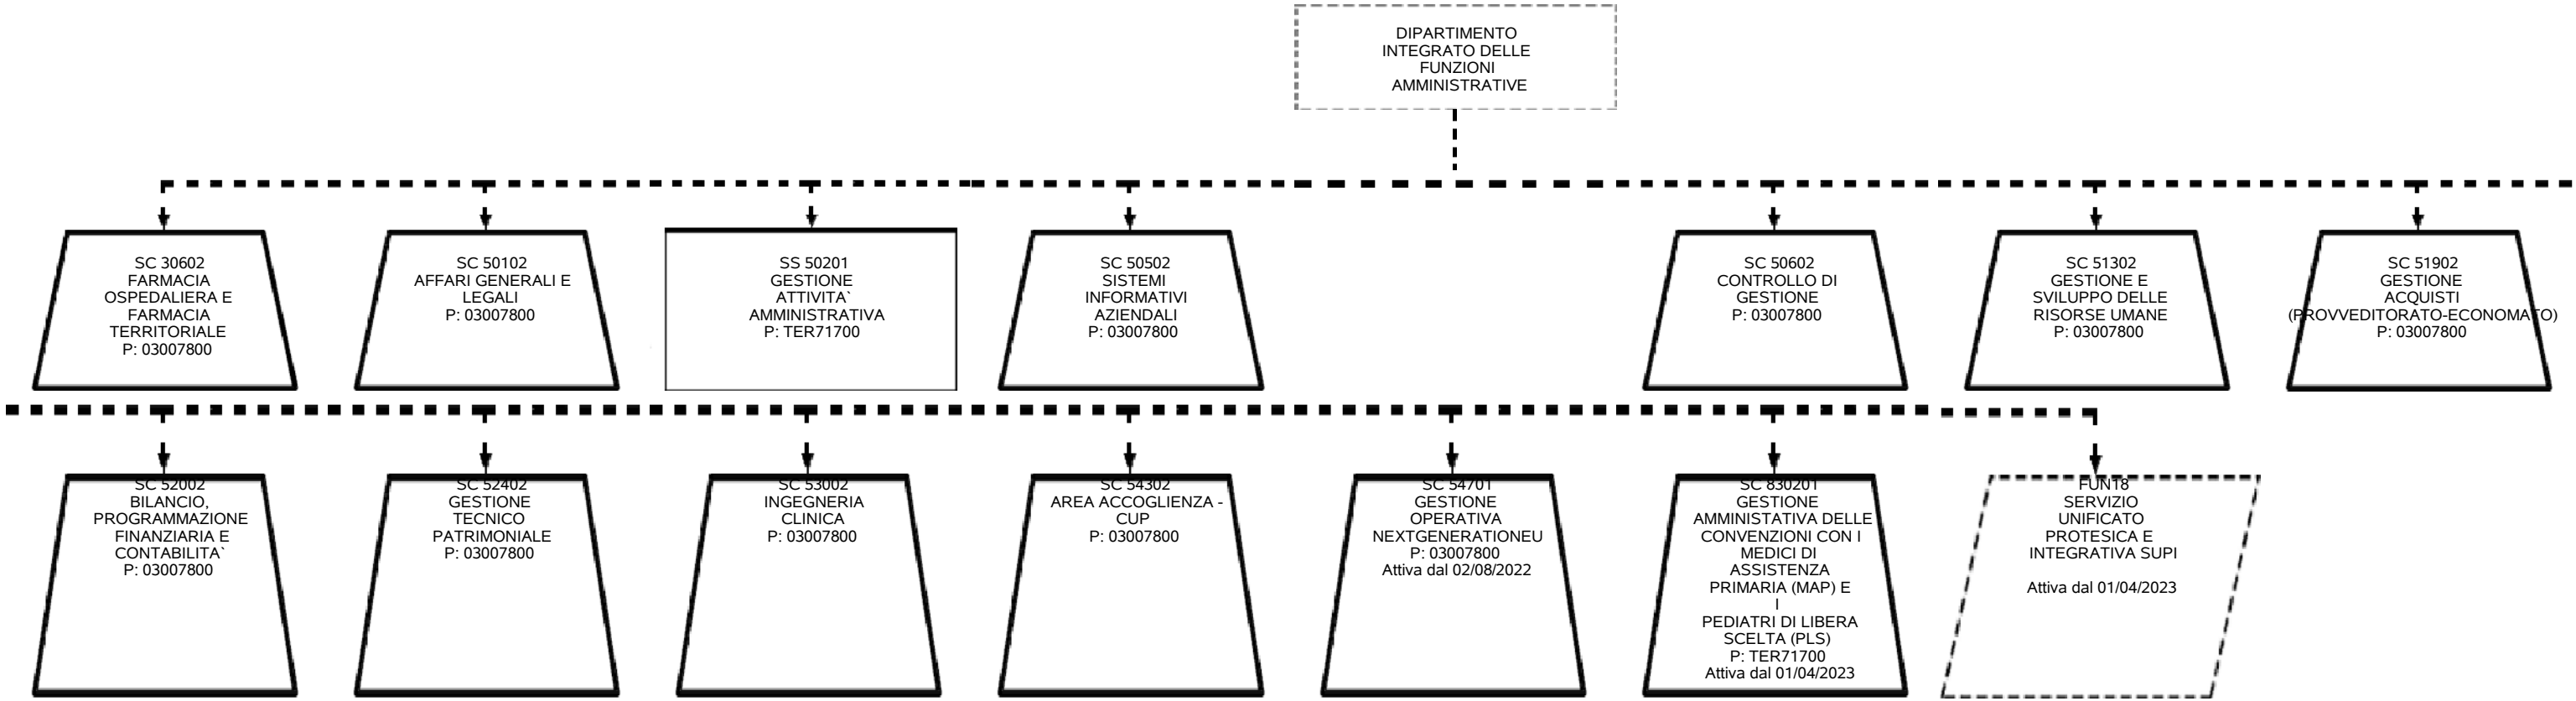 DIPARTIMENTO
INTEGRATO DELLE
FUNZIONI
AMMINISTRATIVE
SC 30602
FARMACIA
OSPEDALIERA E
FARMACIA
TERRITORIALE
P: 03007800
SC 50102
AFFARI GENERALI E
LEGALI
P: 03007800
SS 50201
GESTIONE
ATTIVITA`
AMMINISTRATIVA
P: TER71700
SC 50502
SISTEMI
INFORMATIVI
AZIENDALI
P: 03007800
SC 50602
CONTROLLO DI
GESTIONE
P: 03007800
SC 51302
GESTIONE E
SVILUPPO DELLE
RISORSE UMANE
P: 03007800
SC 51902
GESTIONE
ACQUISTI
(PROVVEDITORATO-ECONOMATO)
P: 03007800
SC 52002
BILANCIO,
PROGRAMMAZIONE
FINANZIARIA E
CONTABILITA`
P: 03007800
SC 52402
GESTIONE
TECNICO
PATRIMONIALE
P: 03007800
SC 53002
INGEGNERIA
CLINICA
P: 03007800
SC 54302
AREA ACCOGLIENZA -
CUP
P: 03007800
SC 54701
GESTIONE
OPERATIVA
NEXTGENERATIONEU
P: 03007800
Attiva dal 02/08/2022
SC 830201
GESTIONE
AMMINISTATIVA DELLE
CONVENZIONI CON I
MEDICI DI
ASSISTENZA
PRIMARIA (MAP) E
I
PEDIATRI DI LIBERA
SCELTA (PLS)
P: TER71700
Attiva dal 01/04/2023
FUN18
SERVIZIO
UNIFICATO
PROTESICA E
INTEGRATIVA SUPI
Attiva dal 01/04/2023